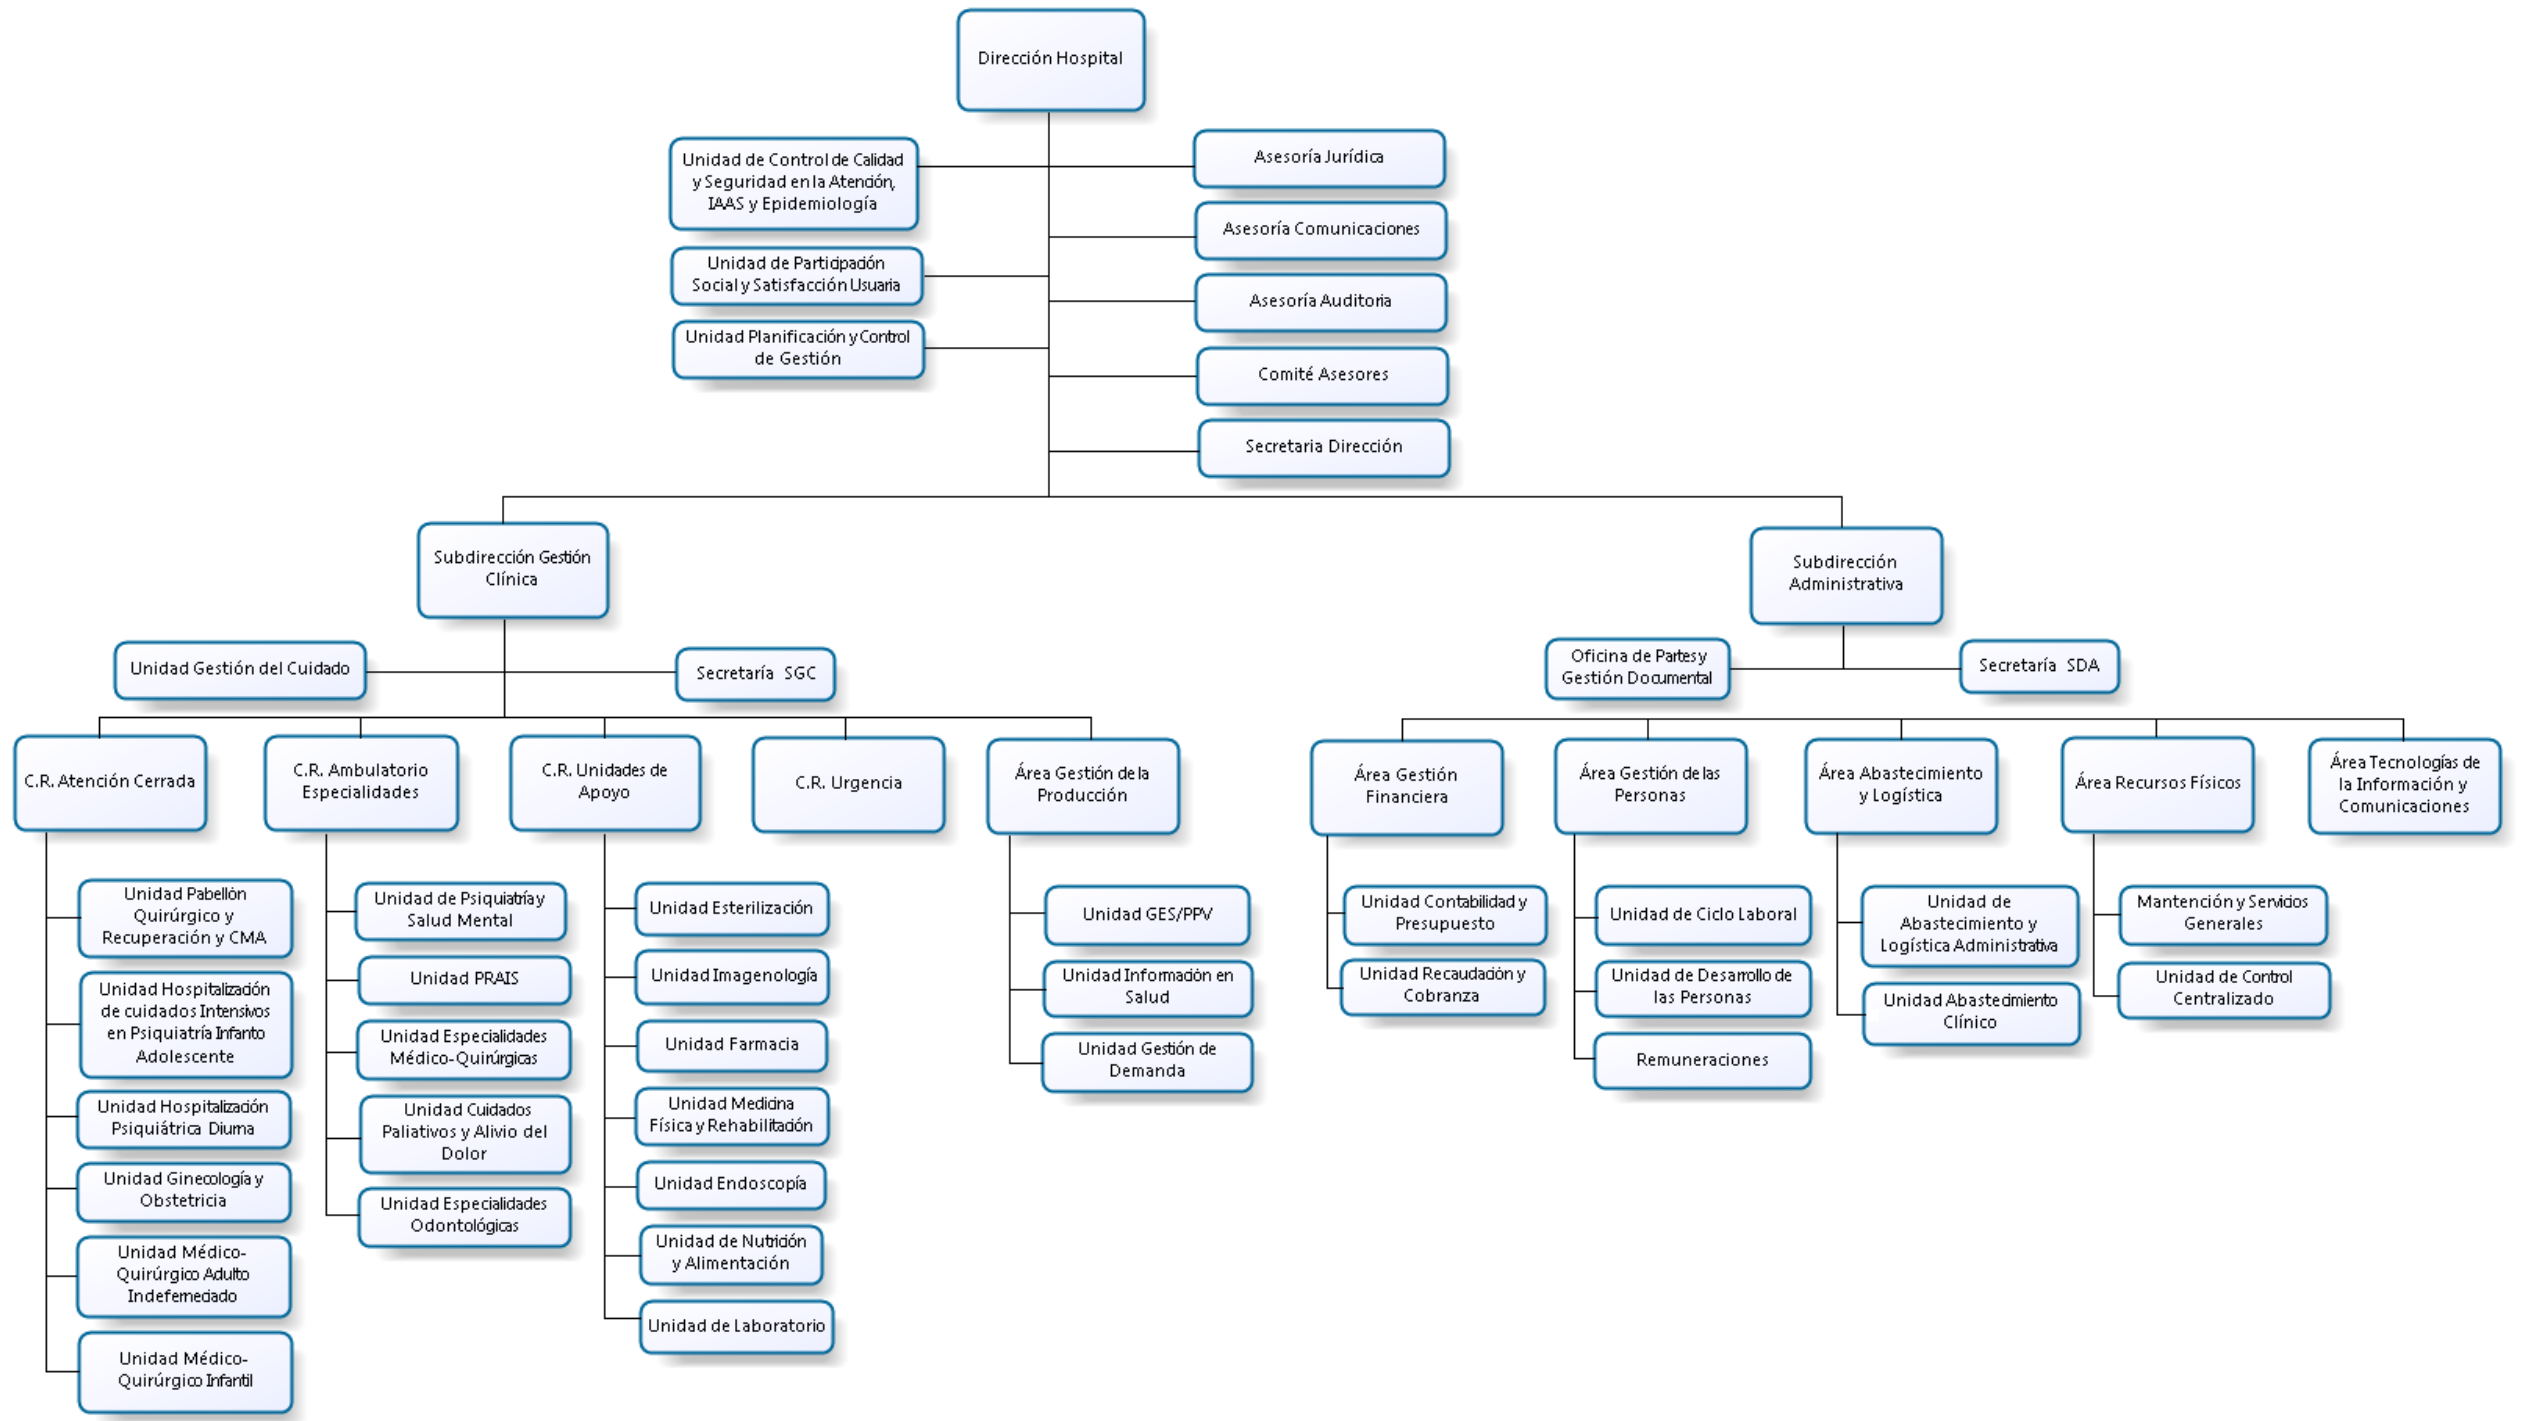 Dirección Hospital
Unidad de Control de Calidad
y Seguridad en la Atención,
IAAS y Epidemiología
Asesoría Jurídica
Asesoría Comunicaciones
Unidad de Participación
Social y Satisfacción Usuaria
Asesoría Auditoria
Unidad Planificación y Control
de Gestión
Comité Asesores
Secretaria Dirección
Subdirección Gestión
Clínica
Subdirección
Administrativa
Unidad Gestión del Cuidado
Secretaría SGC
Oficina de Partes y
Gestión Documental
Secretaría SDA
C.R. Atención Cerrada
C.R. Ambulatorio
Especialidades
C.R. Unidades de
Apoyo
C.R. Urgencia
Área Gestión de la
Producción
Área Gestión
Financiera
Área Gestión de las
Personas
Área Abastecimiento
y Logística
Área Recursos Físicos
Área Tecnologías de
la Información y
Comunicaciones
Unidad Pabellón
Quirúrgico y
Recuperación y CMA
Unidad Hospitalización
de cuidados Intensivos
en Psiquiatría Infanto
Adolescente
Unidad Hospitalización
Psiquiátrica Diurna
Unidad Ginecología y
Obstetricia
Unidad Médico-
Quirúrgico Adulto
Indeferneciado
Unidad Médico-
Quirúrgico Infantil
Unidad de Psiquiatría y
Salud Mental
Unidad PRAIS
Unidad Especialidades
Médico-Quirúrgicas
Unidad Cuidados
Paliativos y Alivio del
Dolor
Unidad Especialidades
Odontológicas
Unidad Esterilización
Unidad Imagenología
Unidad Farmacia
Unidad Medicina
Física y Rehabilitación
Unidad Endoscopía
Unidad de Nutrición
y Alimentación
Unidad de Laboratorio
Unidad GES/PPV
Unidad Información en
Salud
Unidad Gestión de
Demanda
Unidad Contabilidad y
Presupuesto
Unidad Recaudación y
Cobranza
Unidad de Ciclo Laboral
Unidad de Desarrollo de
las Personas
Remuneraciones
Unidad de
Abastecimiento y
Logística Administrativa
Unidad Abastecimiento
Clínico
Mantención y Servicios
Generales
Unidad de Control
Centralizado